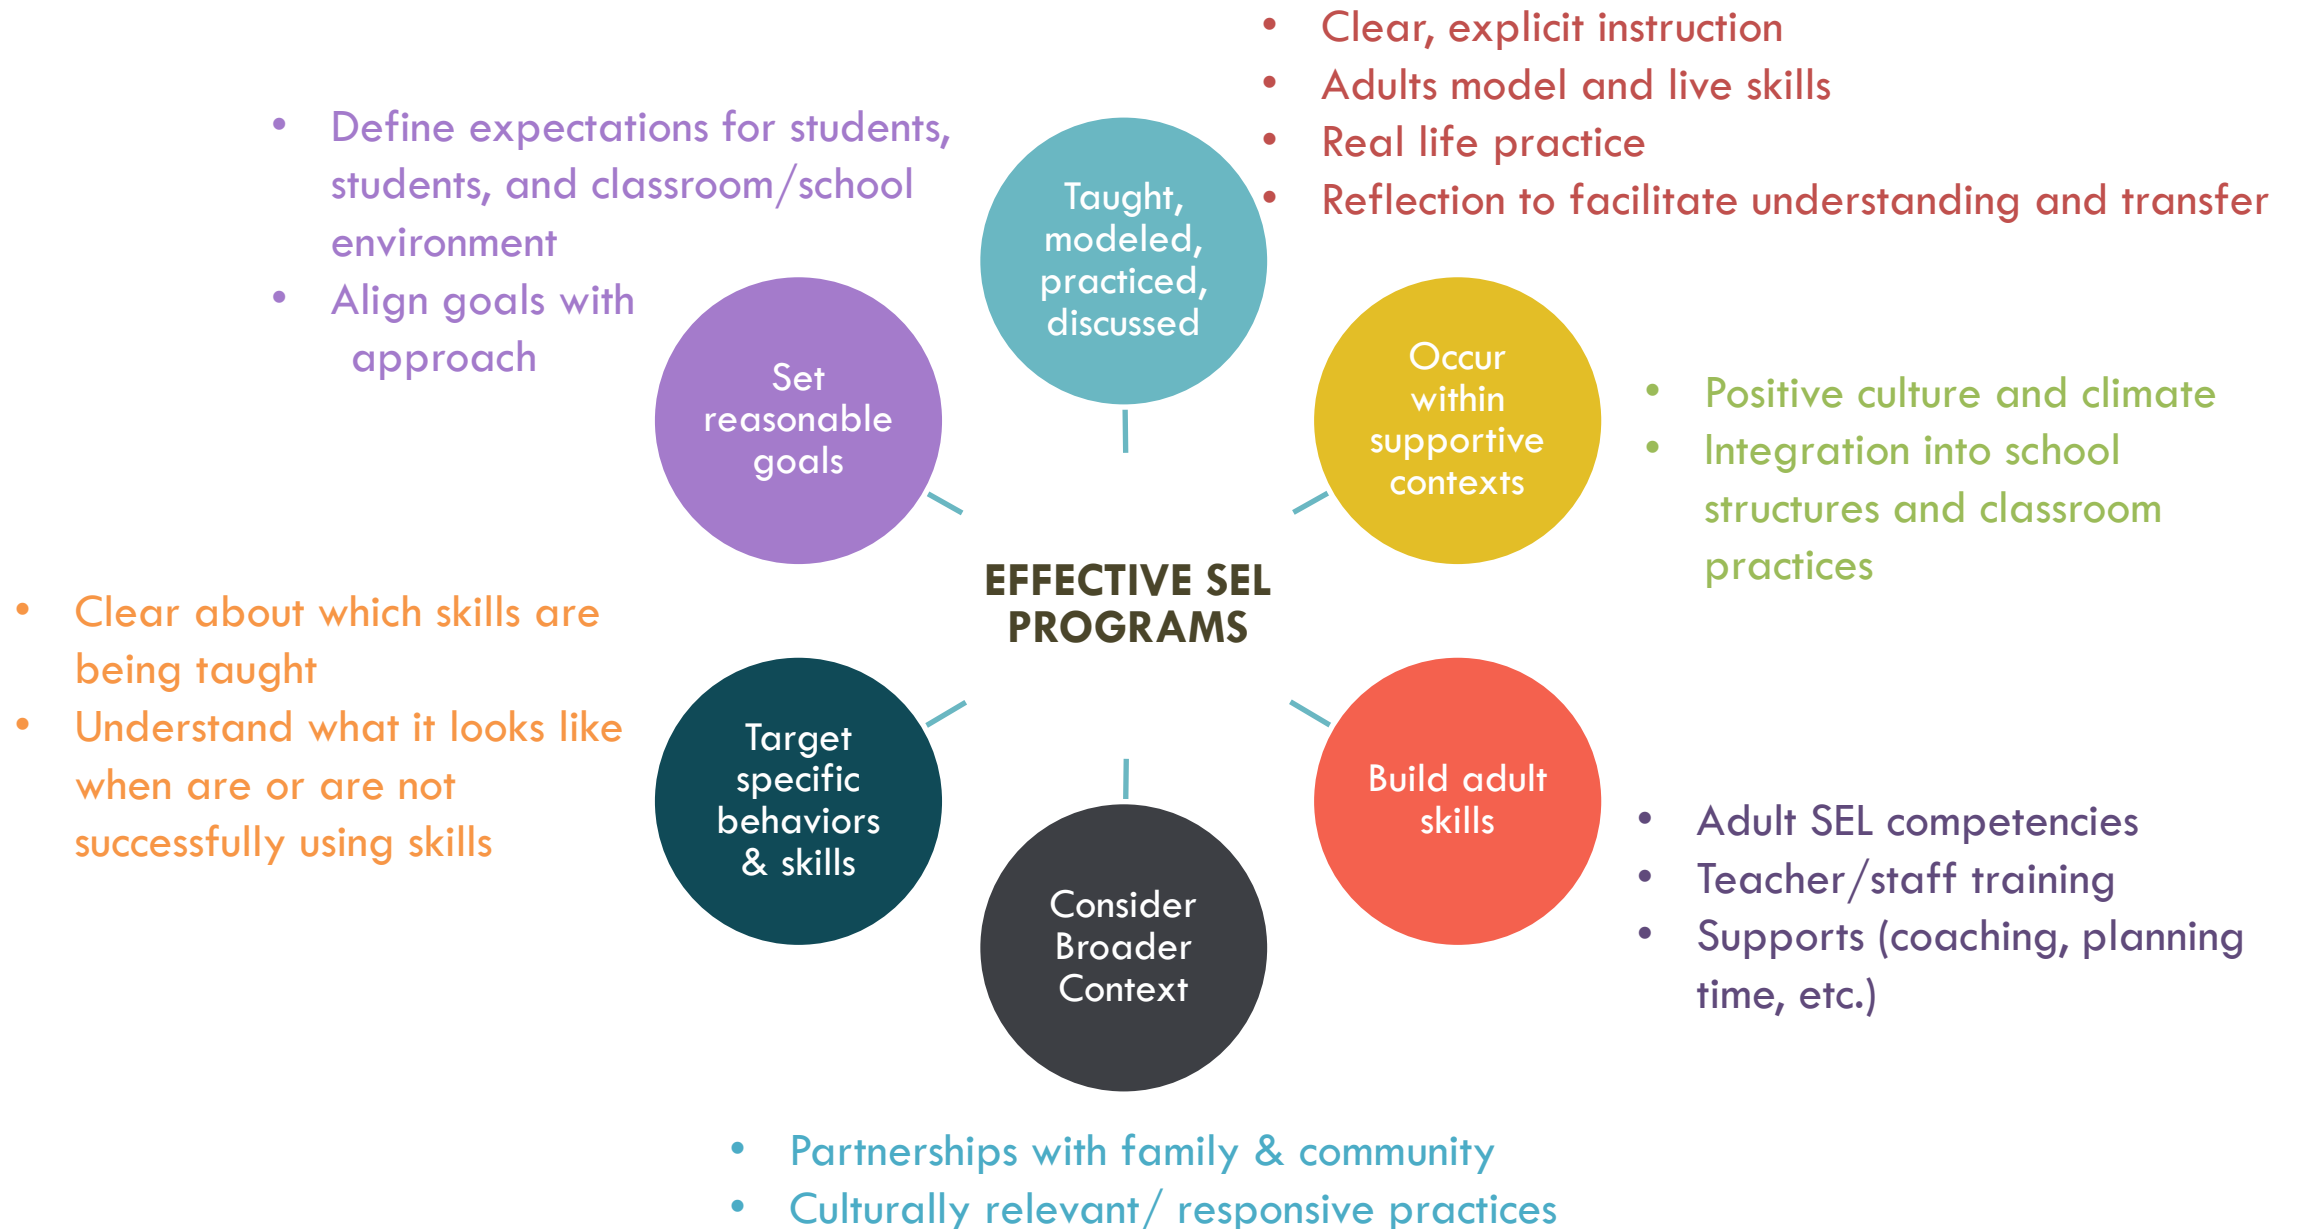 • Clear, explicit instruction
• Adults model and live skills
• Real life practice
• Reflection to facilitate understanding and transfer
Taught,
modeled,
practiced,
discussed
• Positive culture and climate
• Integration into school
structures and classroom
practices
Occur
within
supportive
contexts
• Adult SEL competencies
• Teacher/staff training
• Supports (coaching, planning
time, etc.)
Build adult
skills
• Partnerships with family & community
• Culturally relevant/ responsive practices
Consider
Broader
Context
• Clear about which skills are
being taught
• Understand what it looks like
when are or are not
successfully using skills
Target
specific
behaviors
& skills
• Define expectations for students,
students, and classroom/school
environment
• Align goals with
approach
Set
reasonable
goals
EFFECTIVE SEL
PROGRAMS